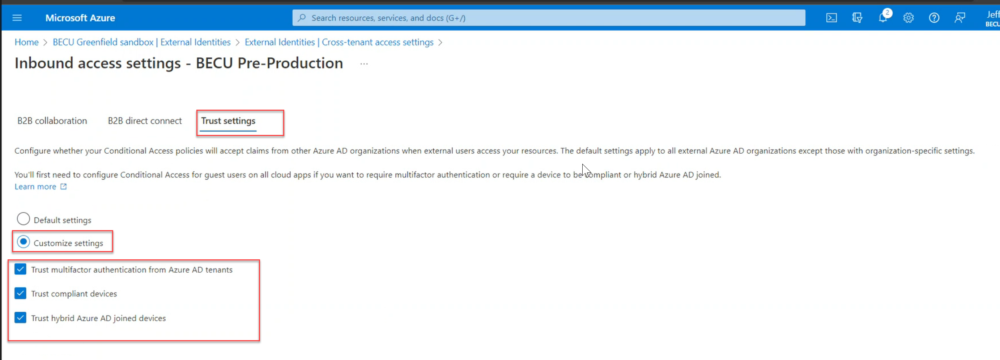 Microsoft Azure
Search resources, services, and docs (G+/)
2
Jeff
BECU
Home > BECU Greenfield sandbox | External Identities > External Identities | Cross-tenant access settings >
Inbound access settings - BECU Pre-Production ...
B2B collaboration B2B direct connect Trust settings
Configure whether your Conditional Access policies will accept claims from other Azure AD organizations when external users access your resources. The default settings apply to all external Azure AD organizations except those with organization-specific settings.
You'll first need to configure Conditional Access for guest users on all cloud apps if you want to require multifactor authentication or require a device to be compliant or hybrid Azure AD joined.
Learn more
Default settings
Customize settings
Trust multifactor authentication from Azure AD tenants
Trust compliant devices
Trust hybrid Azure AD joined devices